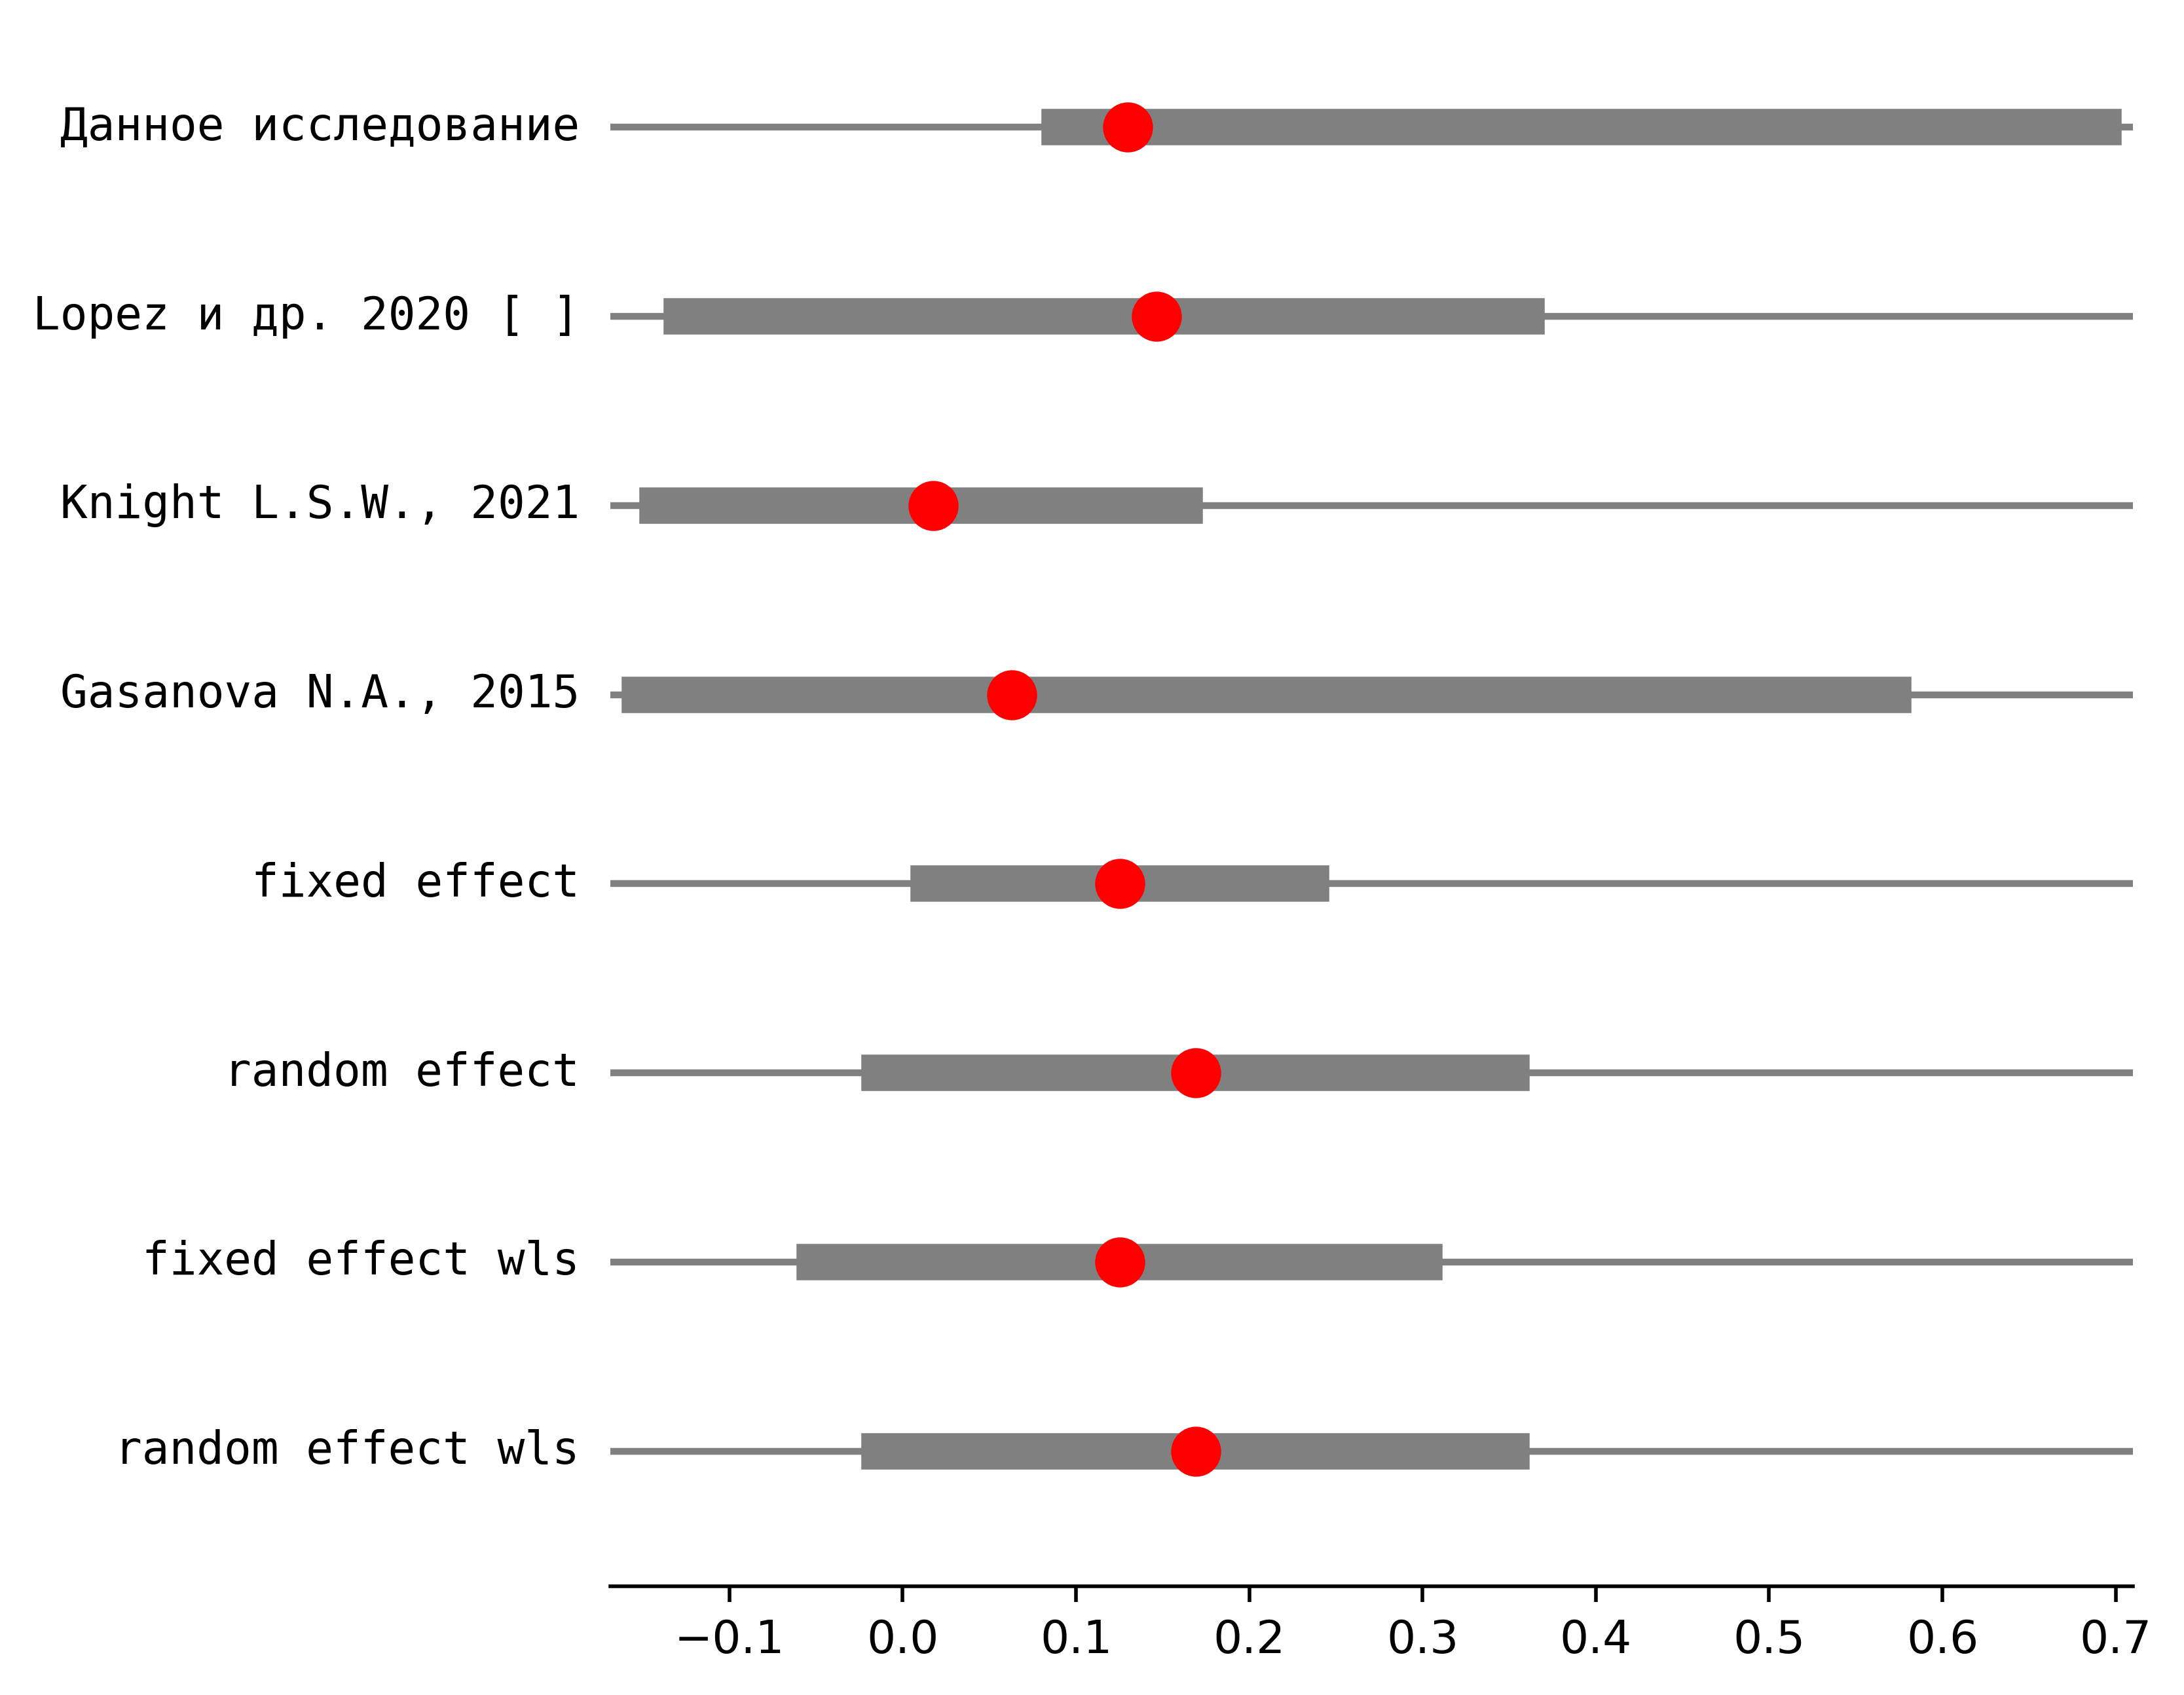 Данное исследование
Lopez и др. 2020 [ ]
Knight L.S.W., 2021
Gasanova N.A., 2015
fixed effect
random effect
fixed effect wls
random effect wls
−0.1 0.0 0.1 0.2 0.3 0.4 0.5 0.6 0.7